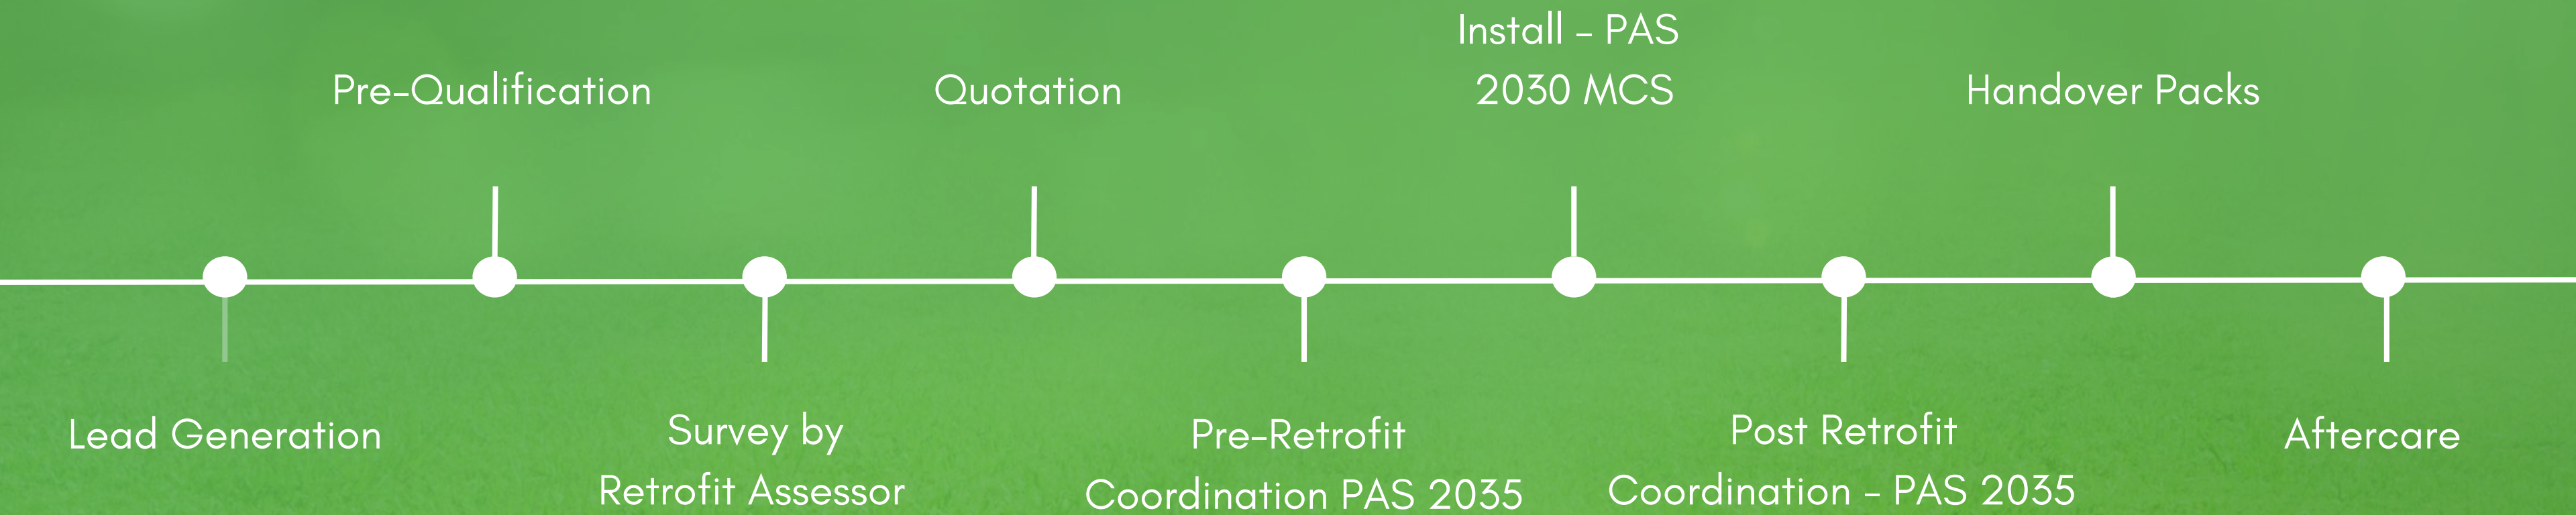 Lead Generation
Pre-Qualification
Survey by
Retrofit Assessor
Quotation
Pre-Retrofit
Coordination PAS 2035
Install - PAS
2030 MCS
Post Retrofit
Coordination - PAS 2035
Handover Packs
Aftercare